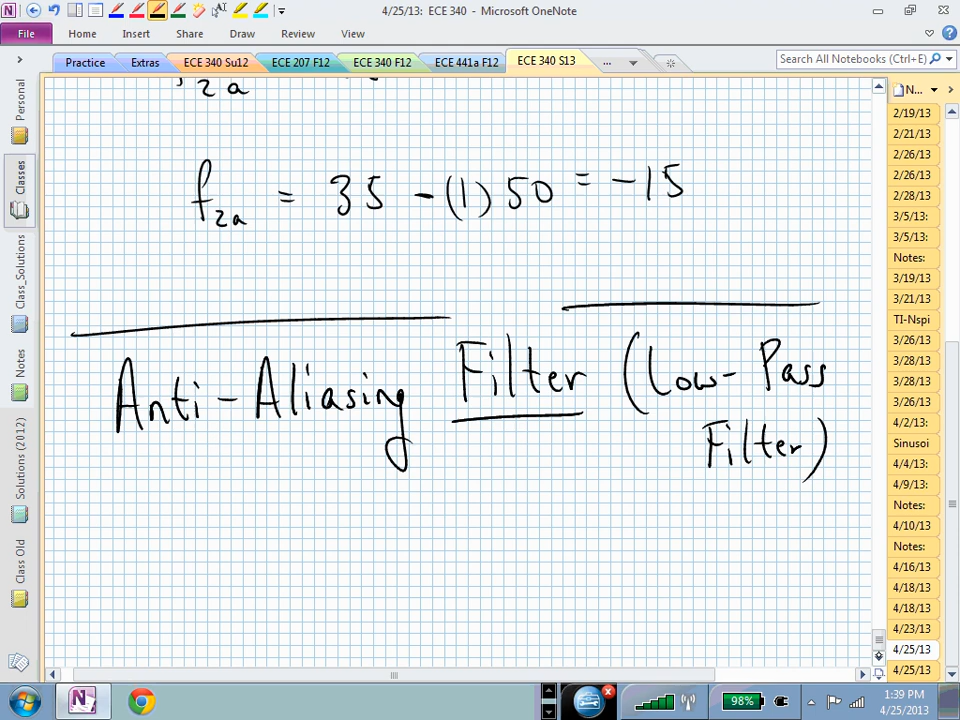 4/25/13: ECE 340 - Microsoft OneNote
File Home Insert Draw Review View
Practice Extras ECE 340 Su12 ECE 207 F12 ECE 340 F12 ECE 441a F12 ECE 340 S13 ... Search All Notebooks (Ctrl+E)
Personal
Classes
Class_Solutions
Notes
Solutions (2012)
Class Old
f2a = 35 - (1) 50 = -15
Anti-Aliasing Filter (Low-Pass
Filter)
N...
2/19/13
2/21/13
2/26/13
2/26/13
2/28/13
3/5/13:
3/5/13:
Notes:
3/19/13
3/21/13
TI-Nspi
3/26/13
3/28/13
3/28/13
3/26/13
4/2/13:
Sinusoi
4/4/13:
4/9/13:
Notes:
4/10/13
Notes:
4/16/13
4/18/13
4/18/13
4/23/13
4/25/13
4/25/13
98%
1:39 PM
4/25/2013